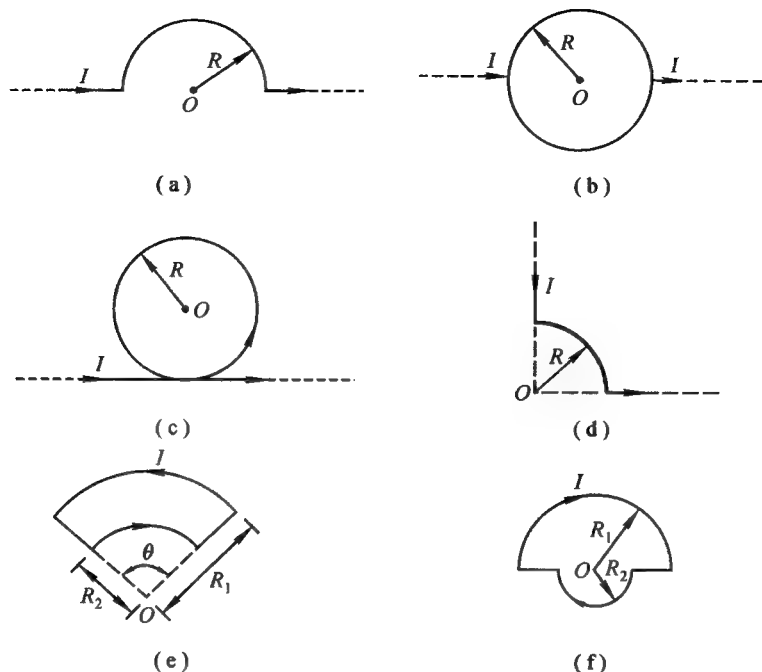 I R O
I R I O
(a) (b)
R O I
I R O
(c) (d)
I θ R₂ R₁ O
I R₁ O R₂
(e) (f)